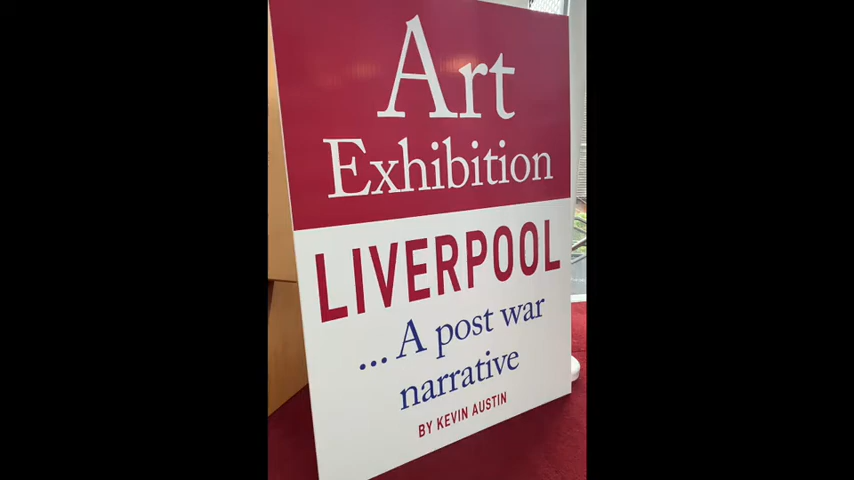 Art
Exhibition
LIVERPOOL
... A post war
narrative
BY KEVIN AUSTIN